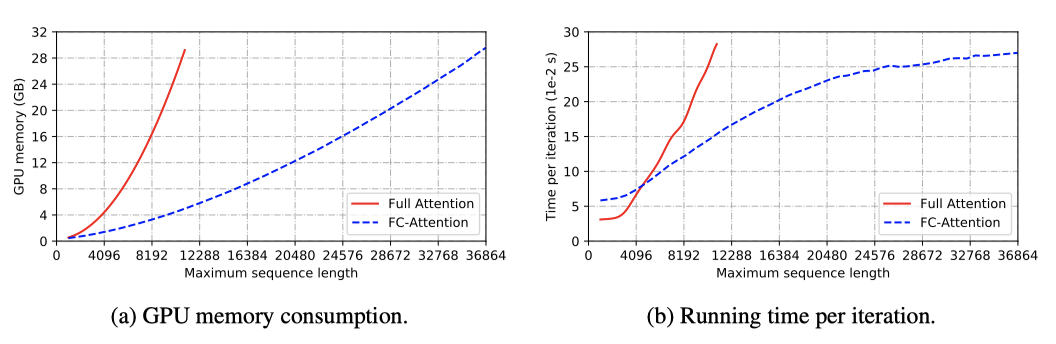 32
28
24
20
16
12
8
4
0
GPU memory (GB)
Full Attention
FC-Attention
0 4096 8192 12288 16384 20480 24576 28672 32768 36864
Maximum sequence length
(a) GPU memory consumption.
30
25
20
15
10
5
0
Time per iteration (1e-2 s)
Full Attention
FC-Attention
0 4096 8192 12288 16384 20480 24576 28672 32768 36864
Maximum sequence length
(b) Running time per iteration.